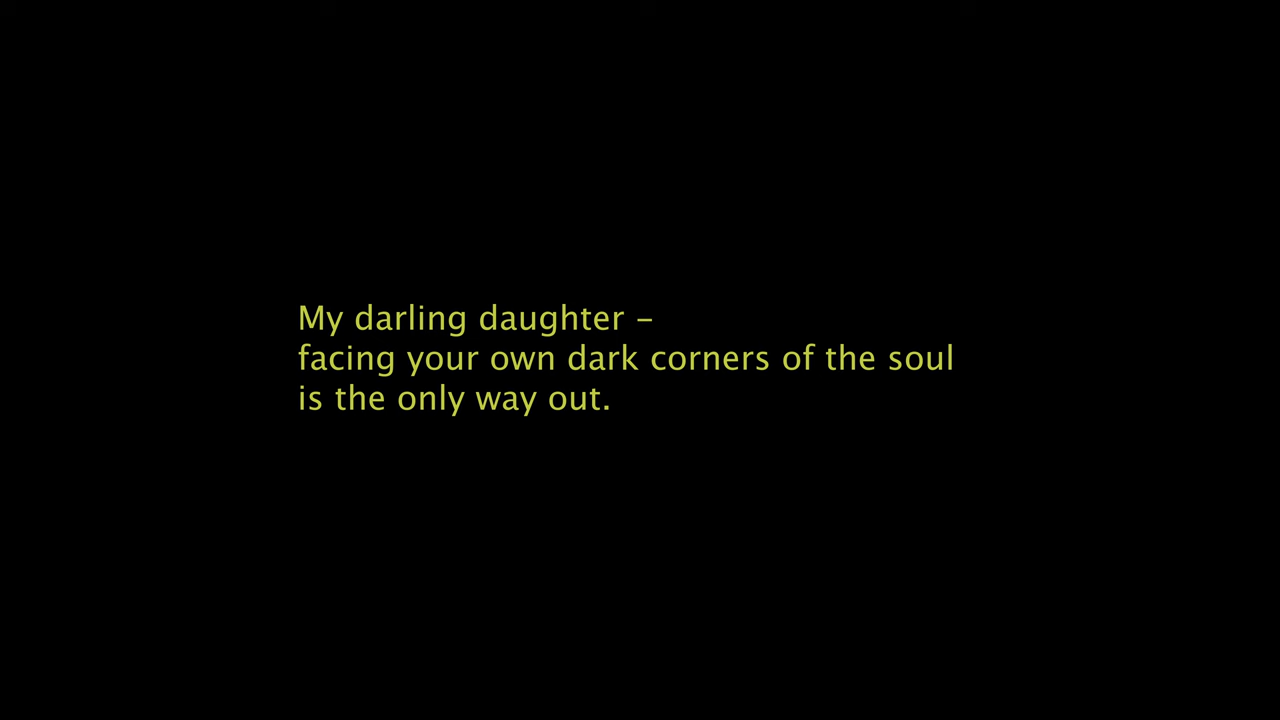 My darling daughter –
facing your own dark corners of the soul
is the only way out.